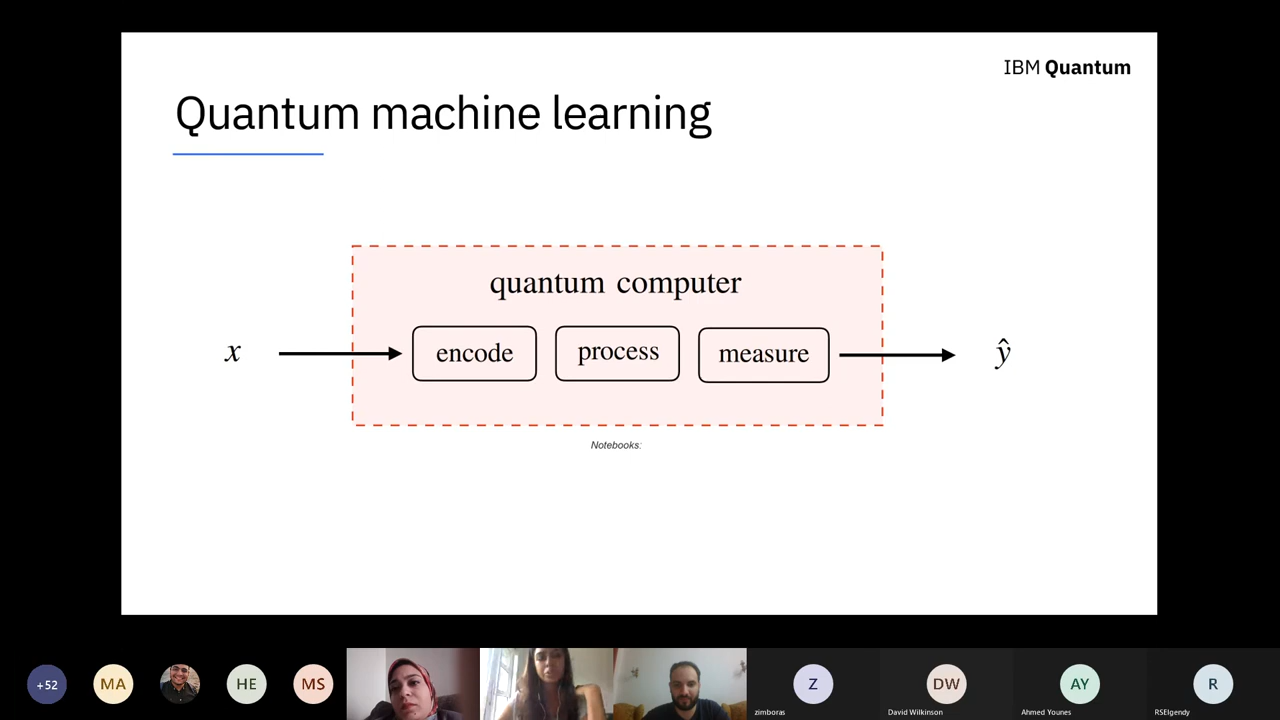 IBM Quantum
Quantum machine learning
quantum computer
x
encode
process
measure
ŷ
Notebooks:
+52
MA
HE
MS
Z
zimboras
DW
David Wilkinson
AY
Ahmed Younes
R
RSElgendy